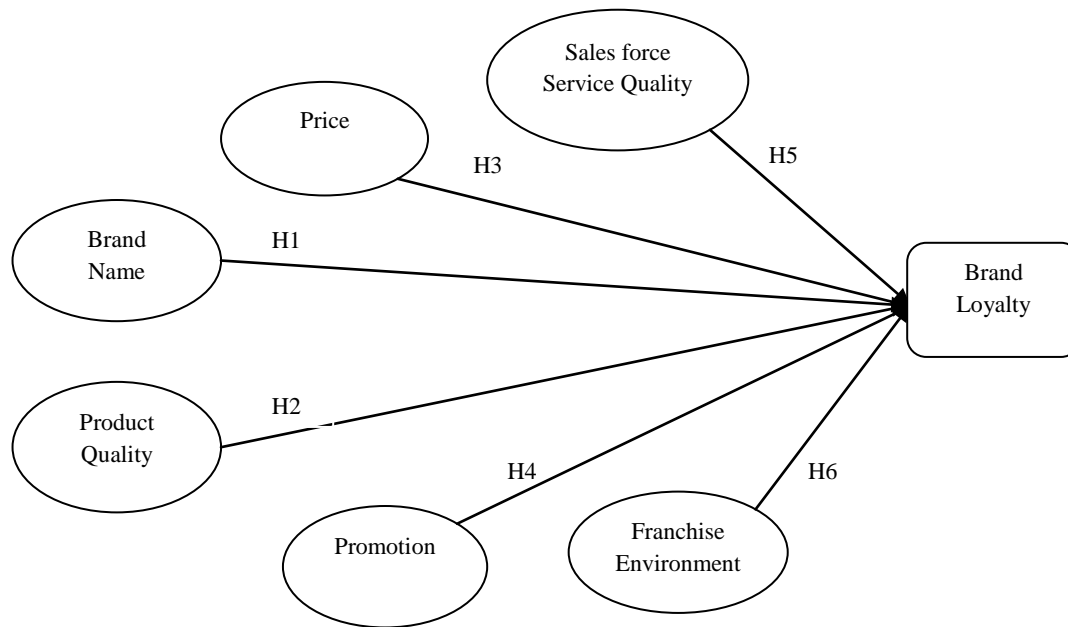 Sales force
Service Quality
Price
H5
H3
Brand
Name
H1
Brand
Loyalty
Product
Quality
H2
H4
H6
Promotion
Franchise
Environment